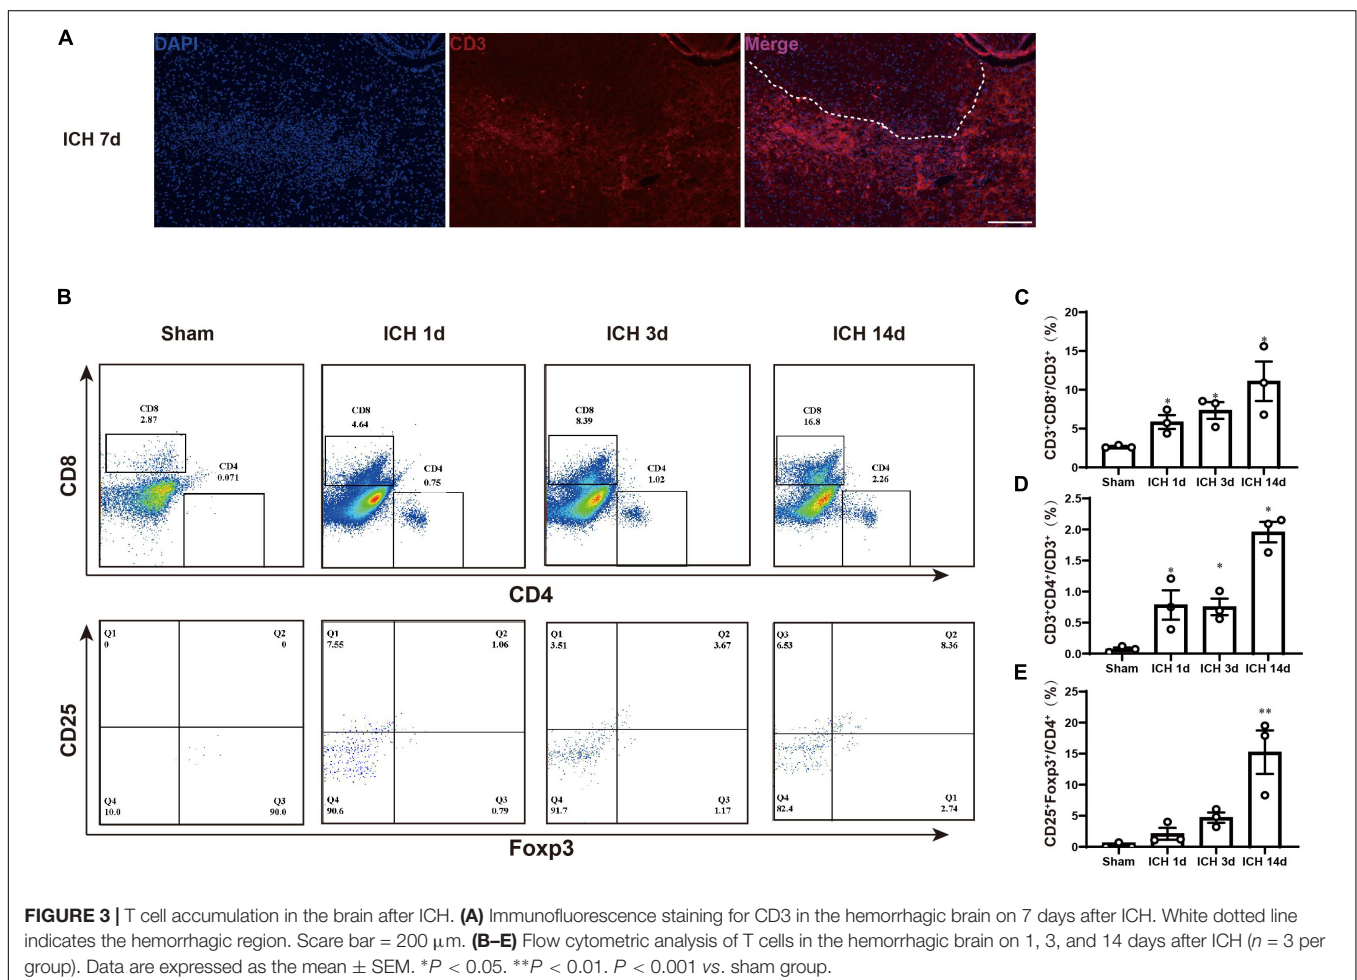 A
DAPI
CD3
Merge
ICH 7d
B
Sham
ICH 1d
ICH 3d
ICH 14d
CD8
2.87
CD4
0.071
CD8
4.64
CD4
0.75
CD8
8.39
CD4
1.02
CD8
16.8
CD4
2.26
CD8
CD4
Q1
0
Q2
0
Q4
10.0
Q3
90.0
Q1
7.55
Q2
1.06
Q4
90.6
Q3
0.79
Q1
3.51
Q2
3.67
Q4
91.7
Q3
1.17
Q3
6.53
Q2
8.36
Q4
82.4
Q1
2.74
CD25
Foxp3
C
CD3⁺CD8⁺/CD3⁺ (%)
20
15
10
5
0
*
*
*
Sham
ICH 1d
ICH 3d
ICH 14d
D
CD3⁺CD4⁺/CD3⁺ (%)
2.5
2.0
1.5
1.0
0.5
0.0
*
*
*
Sham
ICH 1d
ICH 3d
ICH 14d
E
CD25⁺Foxp3⁺/CD4⁺ (%)
25
20
15
10
5
0
**
Sham
ICH 1d
ICH 3d
ICH 14d
FIGURE 3 | T cell accumulation in the brain after ICH. (A) Immunofluorescence staining for CD3 in the hemorrhagic brain on 7 days after ICH. White dotted line
indicates the hemorrhagic region. Scare bar = 200 μm. (B–E) Flow cytometric analysis of T cells in the hemorrhagic brain on 1, 3, and 14 days after ICH (n = 3 per
group). Data are expressed as the mean ± SEM. *P < 0.05. **P < 0.01. P < 0.001 vs. sham group.